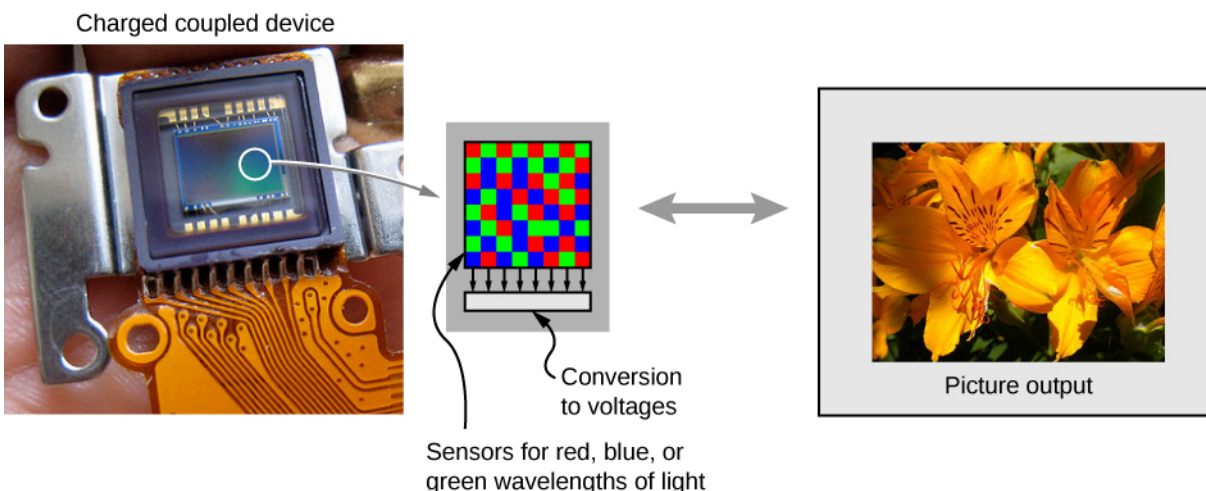 Charged coupled device
Conversion
to voltages
Sensors for red, blue, or
green wavelengths of light
Picture output